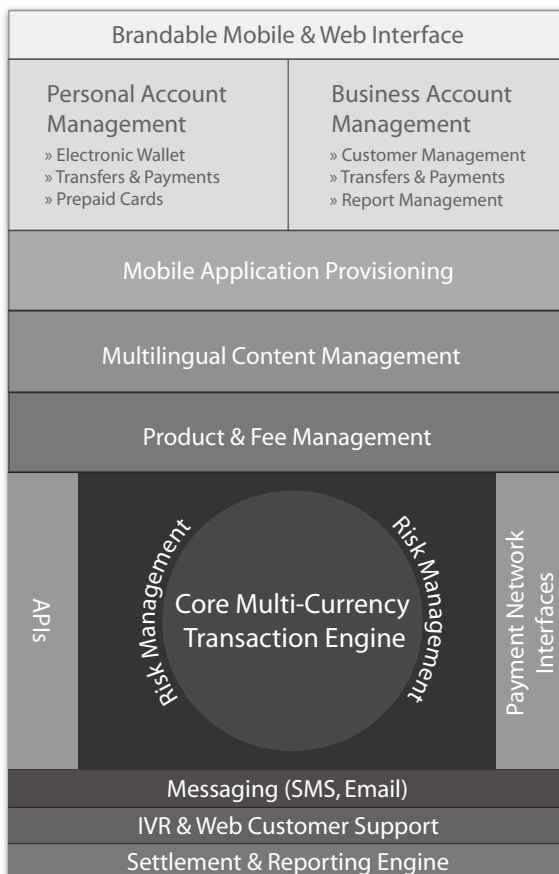 Brandable Mobile & Web Interface
Personal Account
Management
» Electronic Wallet
» Transfers & Payments
» Prepaid Cards
Business Account
Management
» Customer Management
» Transfers & Payments
» Report Management
Mobile Application Provisioning
Multilingual Content Management
Product & Fee Management
APIs
Risk Management
Core Multi-Currency
Transaction Engine
Risk Management
Payment Network
Interfaces
Messaging (SMS, Email)
IVR & Web Customer Support
Settlement & Reporting Engine